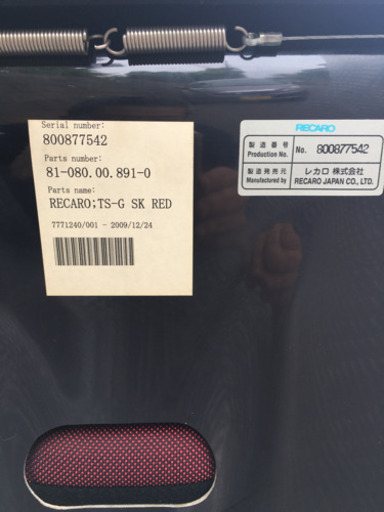 Serial number:
800877542
Parts number:
81-080.00.891-0
Parts name:
RECARO;TS-G SK RED
7771240/001 - 2009/12/24
RECARO
製造番号
Production No.
No. 800877542
製造発売元
Manufactured by
レカロ 株式会社
RECARO JAPAN CO., LTD.